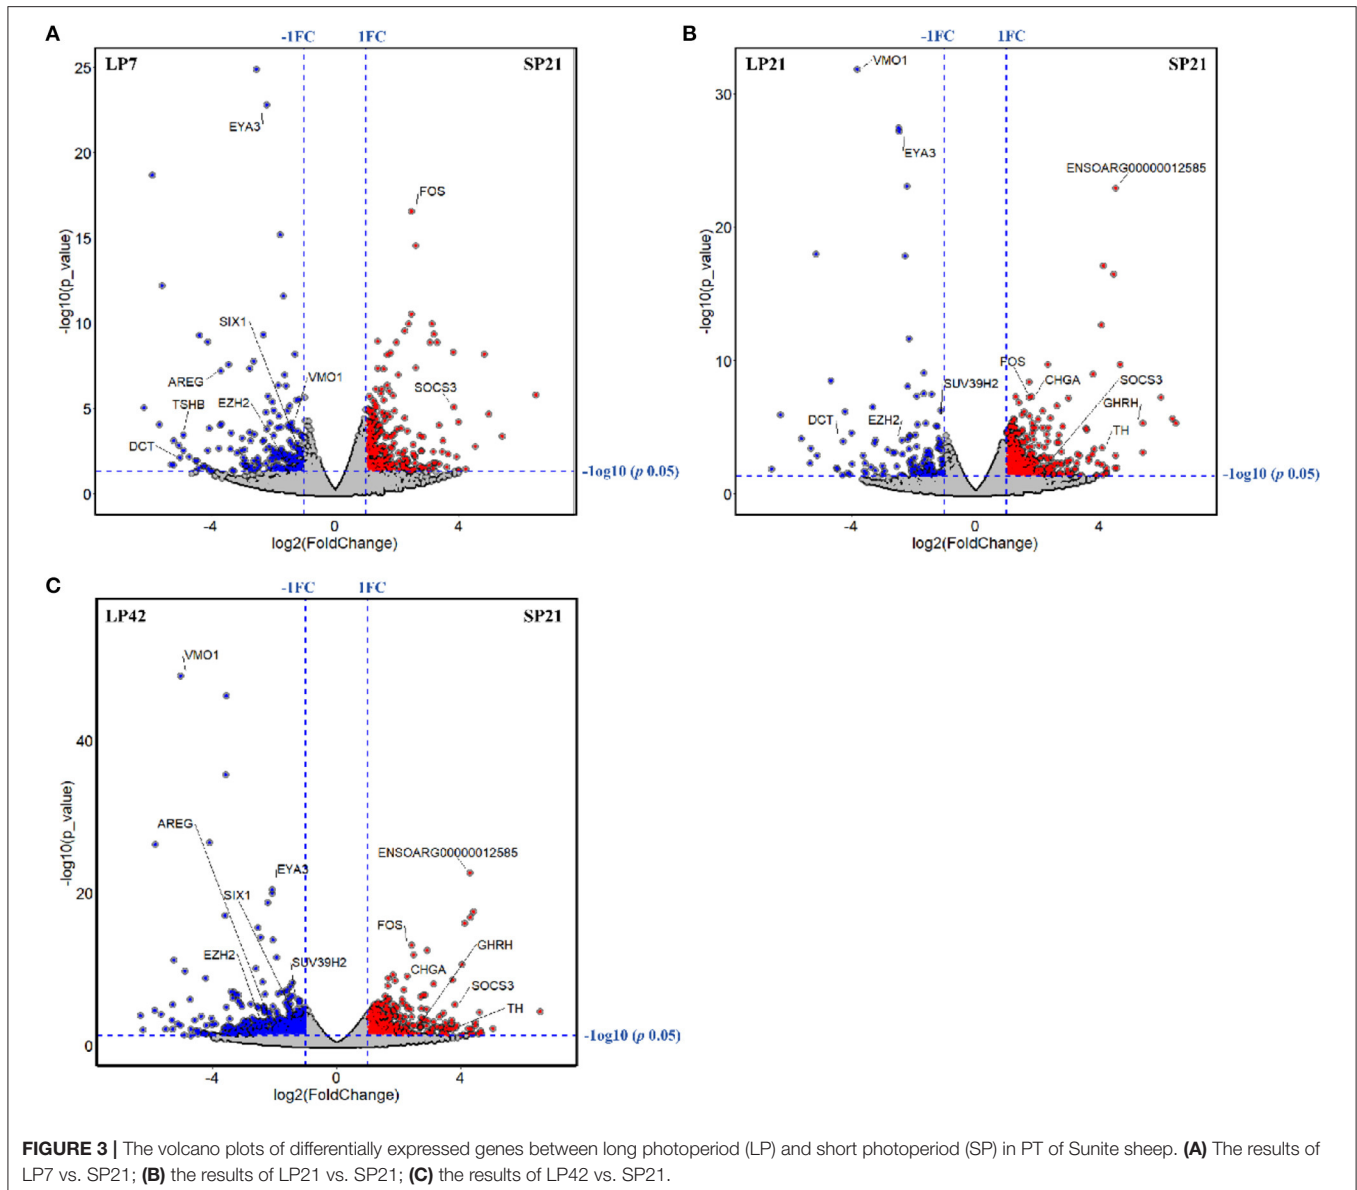 A
-1FC 1FC
LP7 SP21
25
20
15
10
5
0
-log10(p_value)
EYA3
FOS
SIX1
VMO1
AREG
SOCS3
TSHB
EZH2
DCT
-log10 (p 0.05)
-4 0 4
log2(FoldChange)
B
-1FC 1FC
LP21 SP21
30
20
10
0
-log10(p_value)
VMO1
EYA3
ENSOARG00000012585
FOS
CHGA
SOCS3
SUV39H2
GHRH
DCT
EZH2
TH
-log10 (p 0.05)
-4 0 4
log2(FoldChange)
C
-1FC 1FC
LP42 SP21
40
20
0
-log10(p_value)
VMO1
AREG
EYA3
ENSOARG00000012585
SIX1
FOS
GHRH
EZH2
SUV39H2
CHGA
SOCS3
TH
-log10 (p 0.05)
-4 0 4
log2(FoldChange)
FIGURE 3 | The volcano plots of differentially expressed genes between long photoperiod (LP) and short photoperiod (SP) in PT of Sunite sheep. (A) The results of
LP7 vs. SP21; (B) the results of LP21 vs. SP21; (C) the results of LP42 vs. SP21.